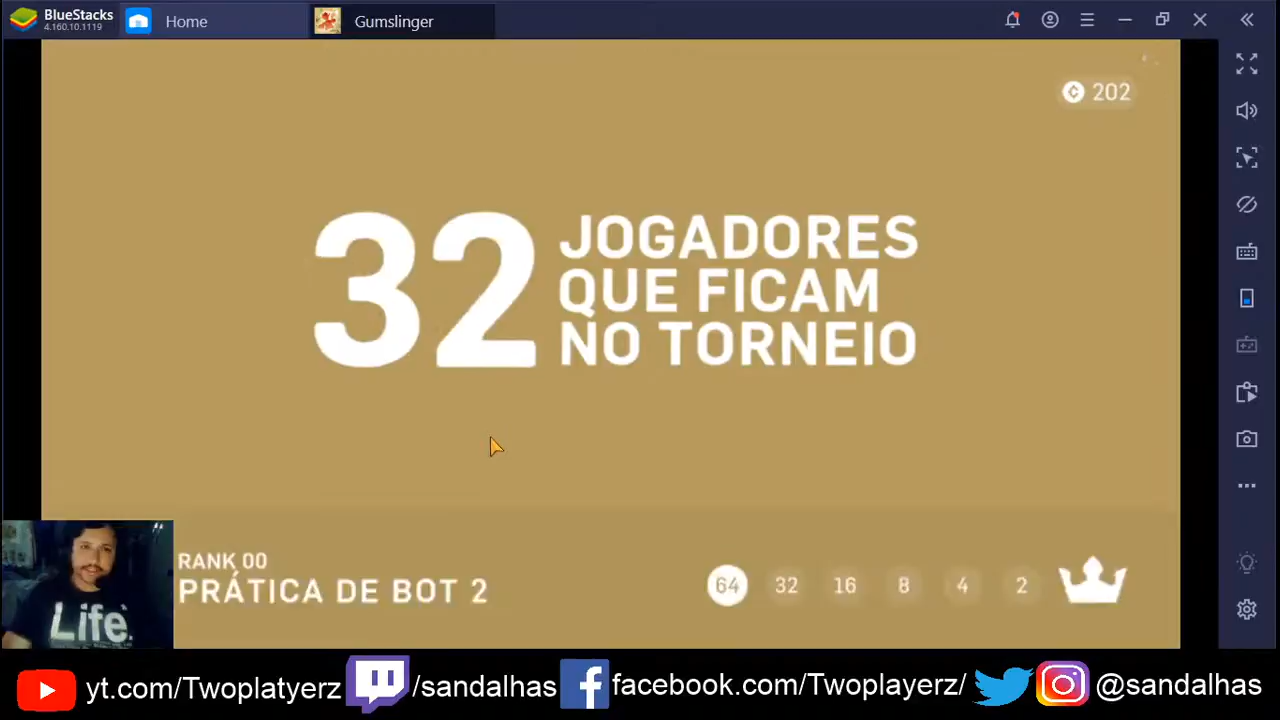 BlueStacks
4.160.10.1119
Home
Gumslinger
202
32
JOGADORES
QUE FICAM
NO TORNEIO
RANK 00
PRÁTICA DE BOT 2
64 32 16 8 4 2
Life.
yt.com/Twoplatyerz
/sandalhas
facebook.com/Twoplayerz/
@sandalhas